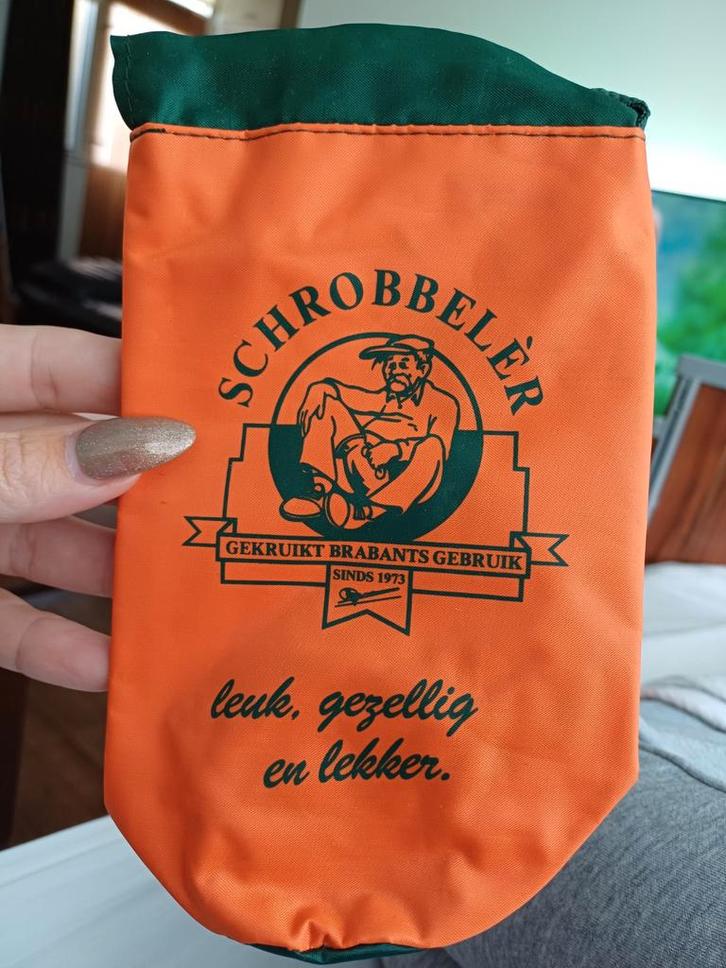 SCHROBBELÈR
GEKRUIKT BRABANTS GEBRUIK
SINDS 1973
leuk, gezellig
en lekker.